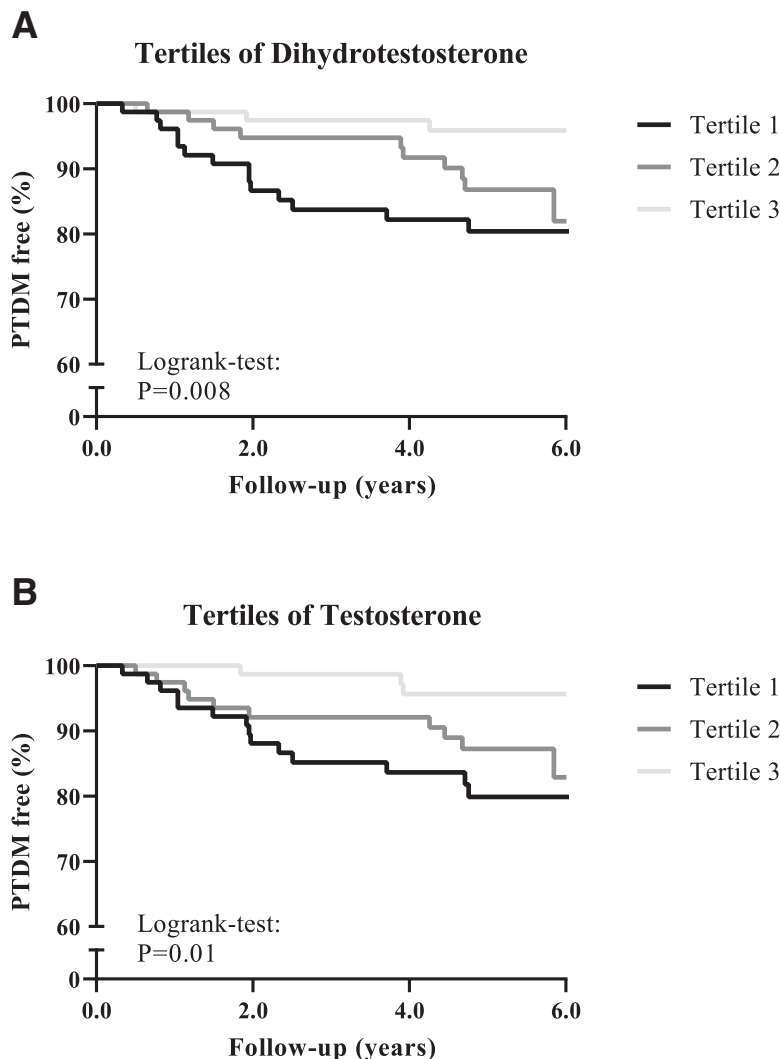 A
Tertiles of Dihydrotestosterone
100
90
80
70
60
0
PTDM free (%)
Logrank-test:
P=0.008
0.0 2.0 4.0 6.0
Follow-up (years)
Tertile 1
Tertile 2
Tertile 3
B
Tertiles of Testosterone
100
90
80
70
60
0
PTDM free (%)
Logrank-test:
P=0.01
0.0 2.0 4.0 6.0
Follow-up (years)
Tertile 1
Tertile 2
Tertile 3